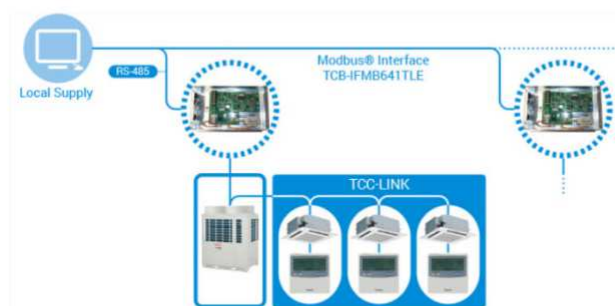 Modbus® Interface
TCB-IFMB641TLE
RS-485
Local Supply
TCC-LINK